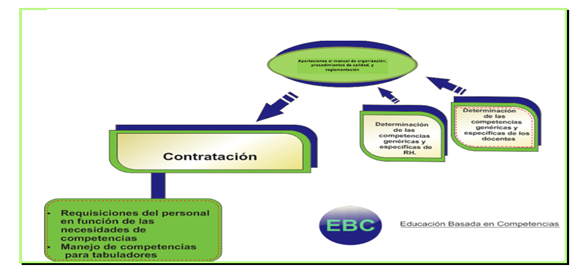 Aportaciones al manual de organización,
procedimientos de calidad, y
reglamentación
Determinación
de las
competencias
genéricas y
específicas de
RH.
Determinación
de las
competencias
genéricas y
específicas de los
docentes
Contratación
• Requisiciones del personal
en función de las
necesidades de
competencias
• Manejo de competencias
para tabuladores
EBC
Educación Basada en Competencias